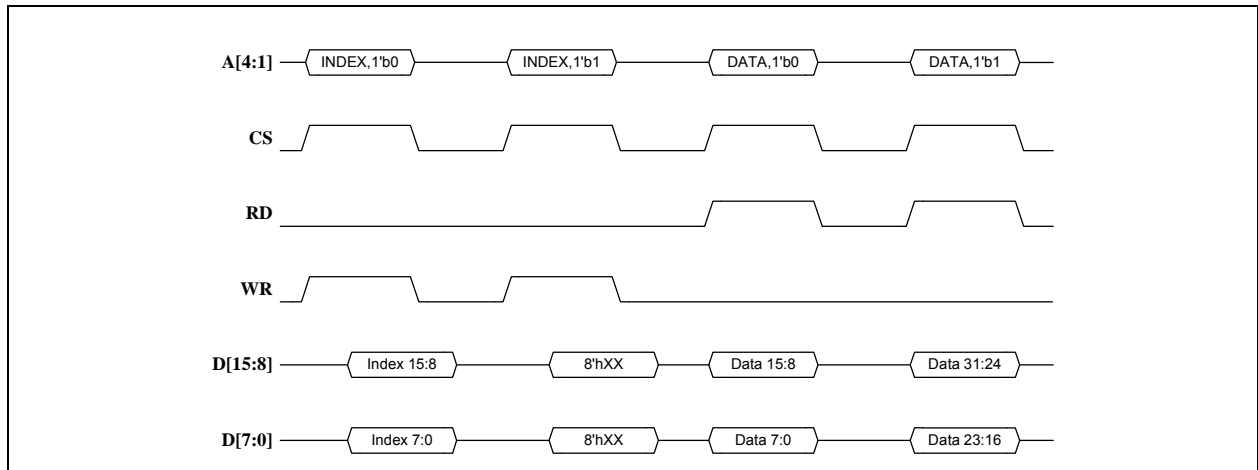 A[4:1] INDEX,1'b0 INDEX,1'b1 DATA,1'b0 DATA,1'b1
CS
RD
WR
D[15:8] Index 15:8 8'hXX Data 15:8 Data 31:24
D[7:0] Index 7:0 8'hXX Data 7:0 Data 23:16